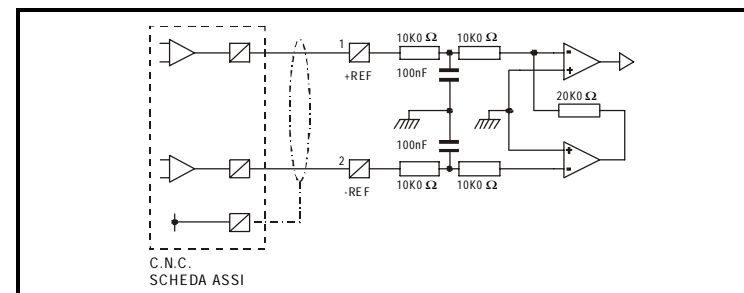 1
+REF
10K0 Ω
10K0 Ω
100nF
-
+
20K0 Ω
100nF
+
-
2
-REF
10K0 Ω
10K0 Ω
C.N.C.
SCHEDA ASSI